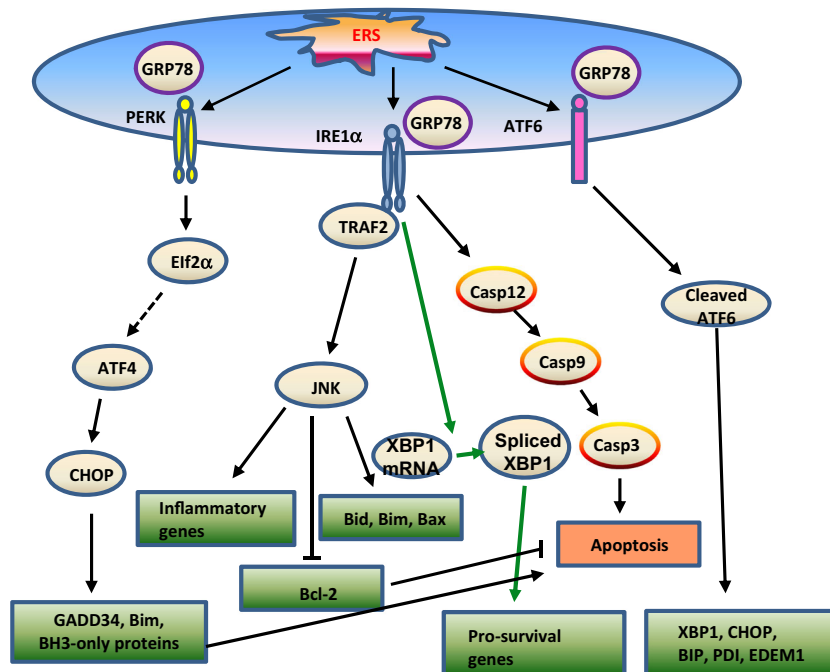 ERS
GRP78
GRP78
PERK
GRP78
ATF6
IRE1α
TRAF2
EIf2α
Casp12
Cleaved
ATF6
Casp9
ATF4
JNK
XBP1
mRNA
Spliced
XBP1
Casp3
CHOP
Inflammatory
genes
Bid, Bim, Bax
Apoptosis
Bcl-2
GADD34, Bim,
BH3-only proteins
Pro-survival
genes
XBP1, CHOP,
BIP, PDI, EDEM1